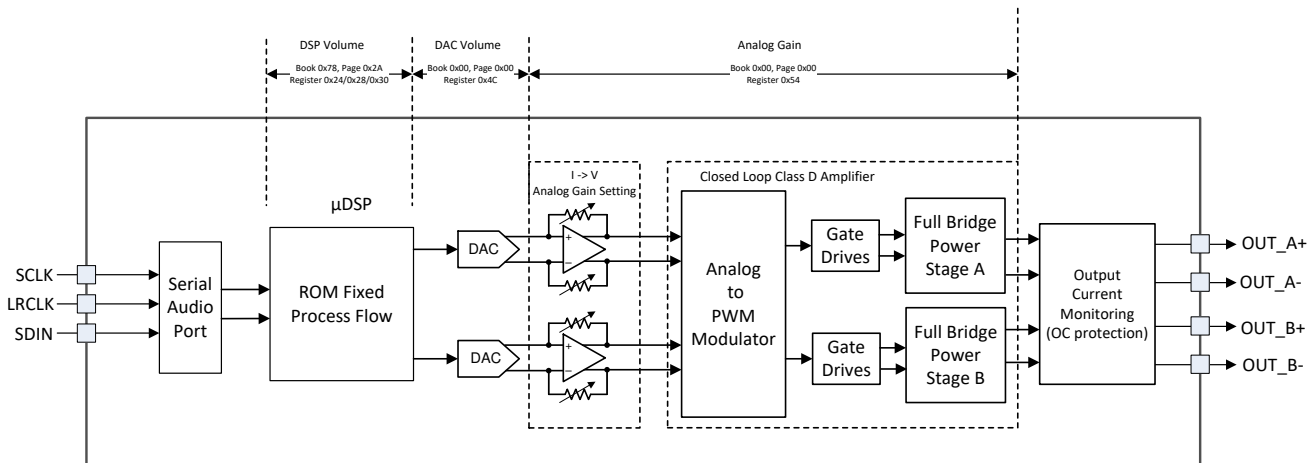 DSP Volume
Book 0x78, Page 0x2A
Register 0x24/0x28/0x30
DAC Volume
Book 0x00, Page 0x00
Register 0x4C
Analog Gain
Book 0x00, Page 0x00
Register 0x54
I -> V
Analog Gain Setting
Closed Loop Class D Amplifier
µDSP
SCLK
LRCLK
SDIN
Serial
Audio
Port
ROM Fixed
Process Flow
DAC
DAC
+
−
+
−
Analog
to
PWM
Modulator
Gate
Drives
Gate
Drives
Full Bridge
Power
Stage A
Full Bridge
Power
Stage B
Output
Current
Monitoring
(OC protection)
OUT_A+
OUT_A-
OUT_B+
OUT_B-